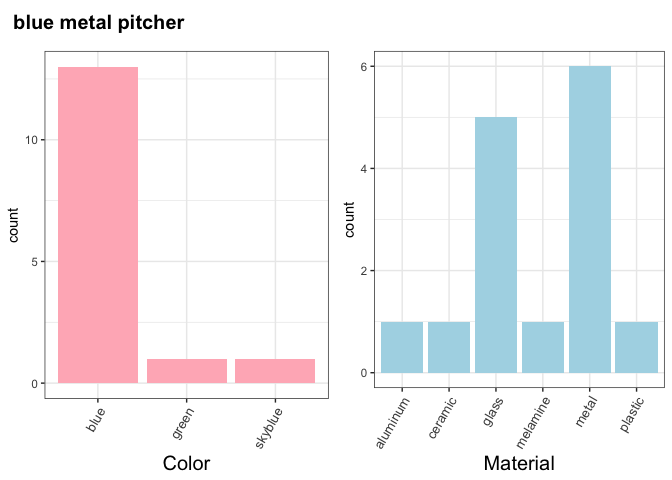 blue metal pitcher
count
10
5
0
blue
green
skyblue
Color
count
6
4
2
0
aluminum
ceramic
glass
melamine
metal
plastic
Material